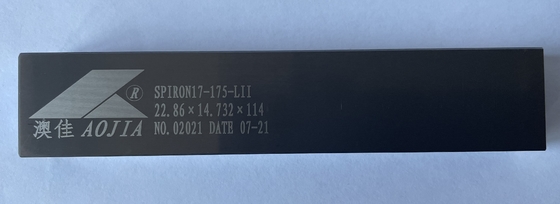 ®
SPIRON17-175-LII
22.86×14.732×114
澳佳 AOJIA
NO.02021 DATE 07-21